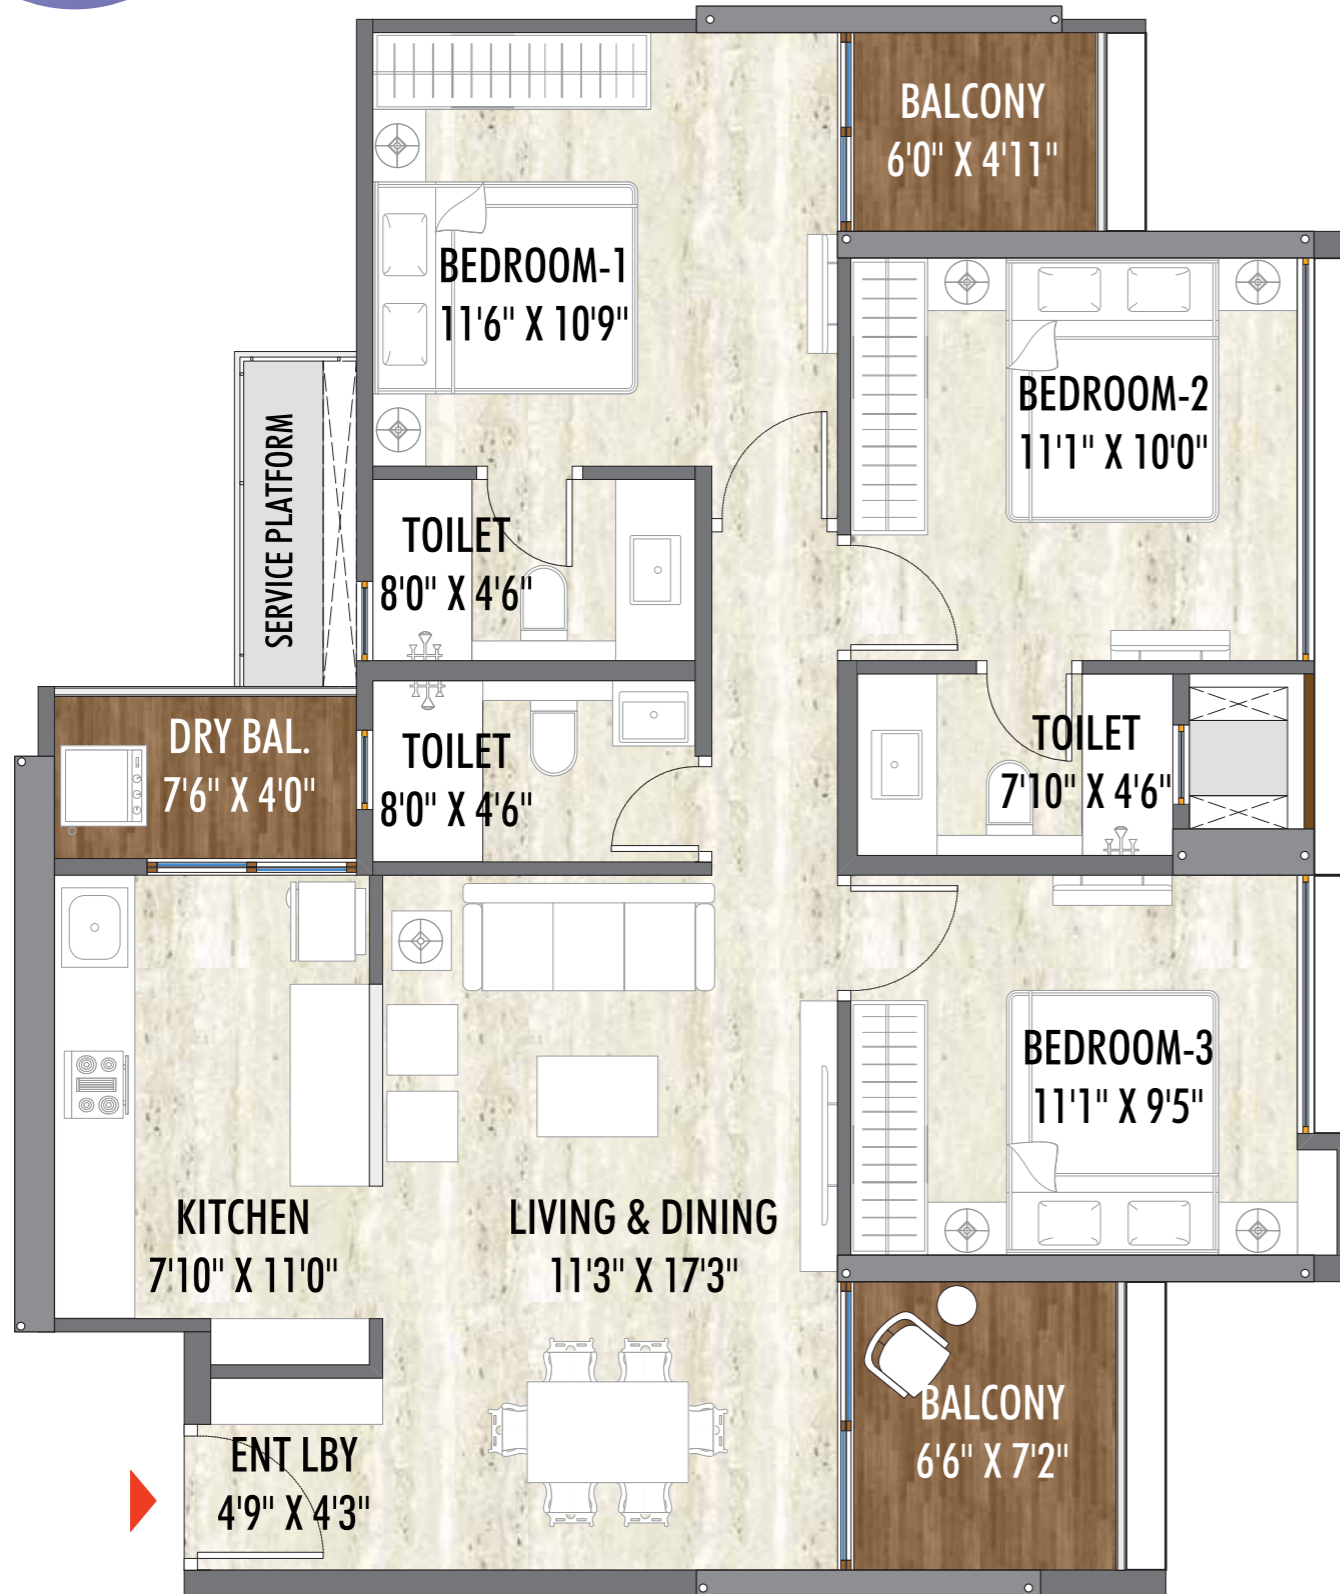 BALCONY
6'0" X 4'11"
BEDROOM-1
11'6" X 10'9"
BEDROOM-2
11'1" X 10'0"
SERVICE PLATFORM
TOILET
8'0" X 4'6"
DRY BAL.
7'6" X 4'0"
TOILET
8'0" X 4'6"
TOILET
7'10" X 4'6"
BEDROOM-3
11'1" X 9'5"
KITCHEN
7'10" X 11'0"
LIVING & DINING
11'3" X 17'3"
BALCONY
6'6" X 7'2"
ENT LBY
4'9" X 4'3"